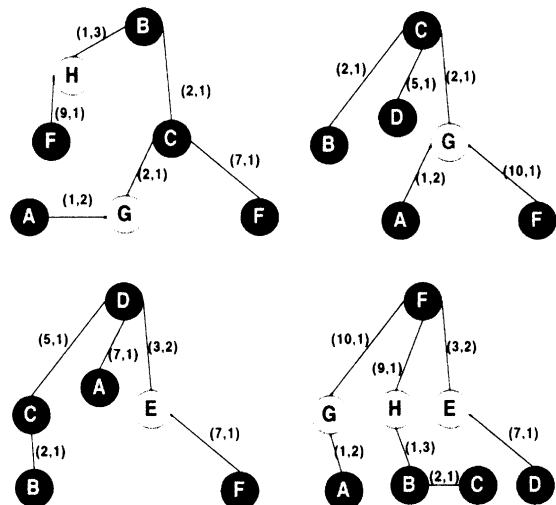 B
(1,3)
H
(2,1)
(9,1)
F
C
(2,1)
(7,1)
A
(1,2)
G
F
C
(2,1)
(5,1)
(2,1)
D
B
G
(1,2)
(10,1)
A
F
D
(5,1)
(7,1)
(3,2)
A
C
E
(2,1)
(7,1)
B
F
F
(10,1)
(9,1)
(3,2)
G
H
E
(1,2)
(1,3)
(7,1)
(2,1)
A
B
C
D